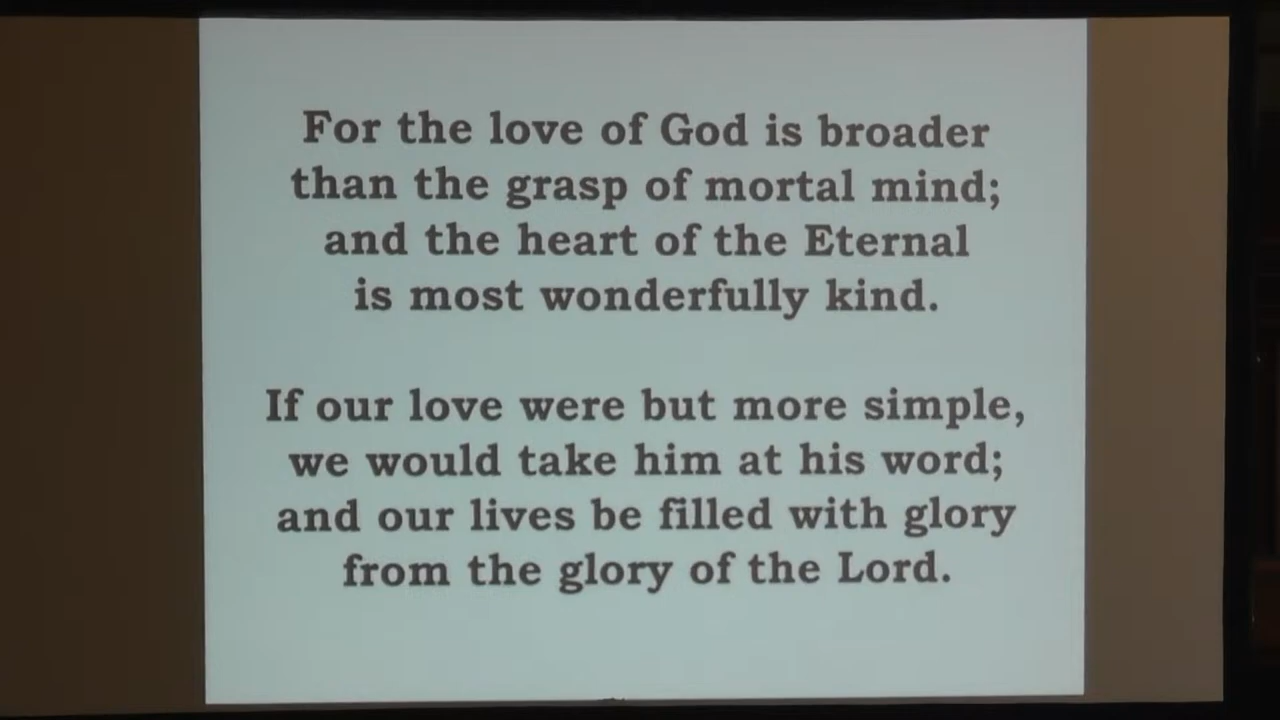 For the love of God is broader
than the grasp of mortal mind;
and the heart of the Eternal
is most wonderfully kind.
If our love were but more simple,
we would take him at his word;
and our lives be filled with glory
from the glory of the Lord.